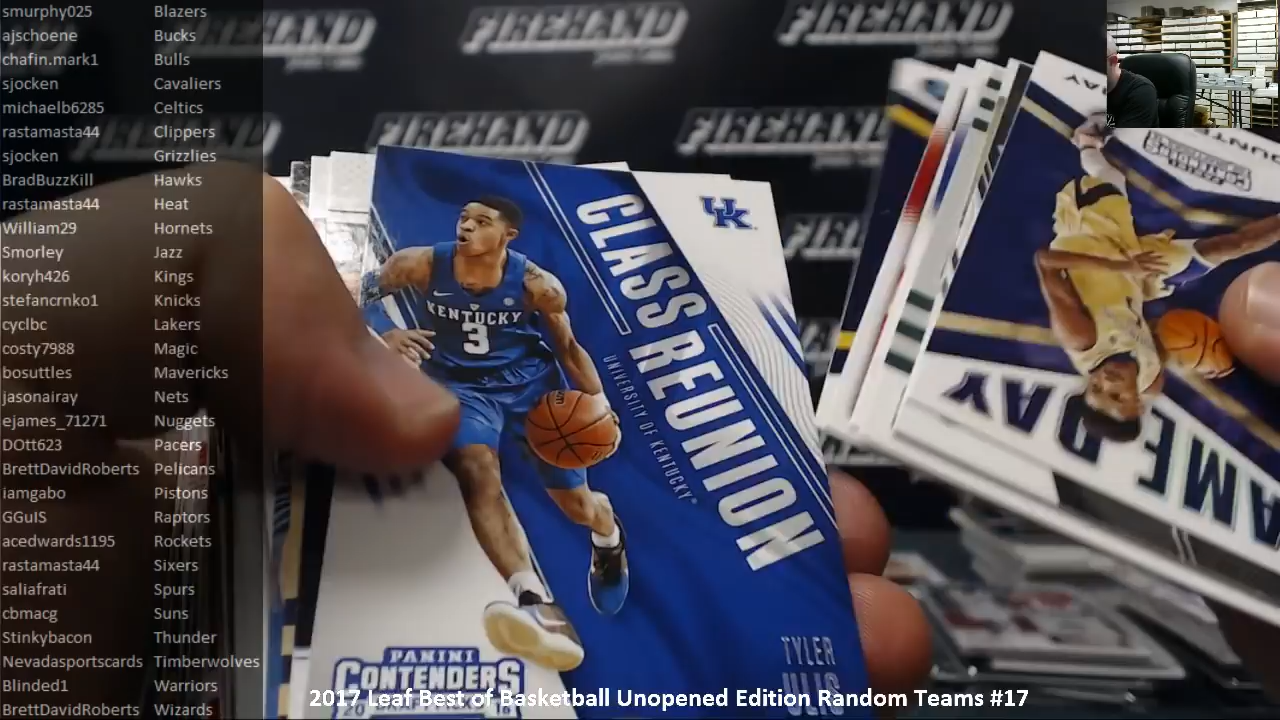 smurphy025 Blazers
ajschoene Bucks
chafin.mark1 Bulls
sjocken Cavaliers
michaelb6285 Celtics
rastamasta44 Clippers
sjocken Grizzlies
BradBuzzKill Hawks
rastamasta44 Heat
William29 Hornets
Smorley Jazz
koryh426 Kings
stefancrnko1 Knicks
cyclbc Lakers
costy7988 Magic
bosuttles Mavericks
jasonairay Nets
ejames_71271 Nuggets
DOtt623 Pacers
BrettDavidRoberts Pelicans
iamgabo Pistons
GGuIS Raptors
acedwards1195 Rockets
rastamasta44 Sixers
saliafrati Spurs
cbmacg Suns
Stinkybacon Thunder
Nevadasportscards Timberwolves
Blinded1 Warriors
BrettDavidRoberts Wizards
FIREHAND
FIREHAND
FIREHAND
FIREHAND
FIREHAND
UK
CLASS REUNION
UNIVERSITY OF KENTUCKY
KENTUCKY
3
TYLER
ULIS
PANINI
CONTENDERS
DAY
2017 Leaf Best of Basketball Unopened Edition Random Teams #17